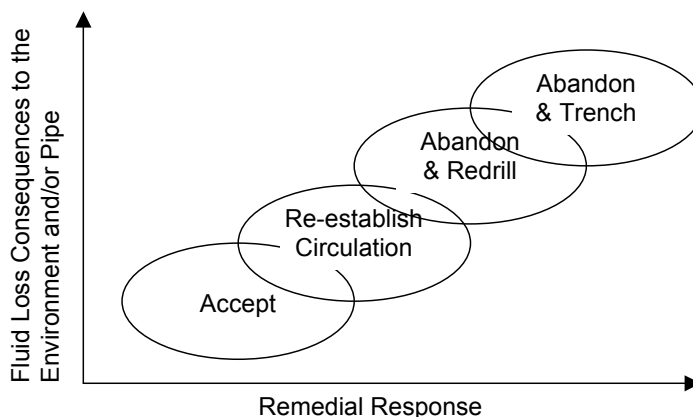 Fluid Loss Consequences to the
Environment and/or Pipe
Abandon
& Trench
Abandon
& Redrill
Re-establish
Circulation
Accept
Remedial Response